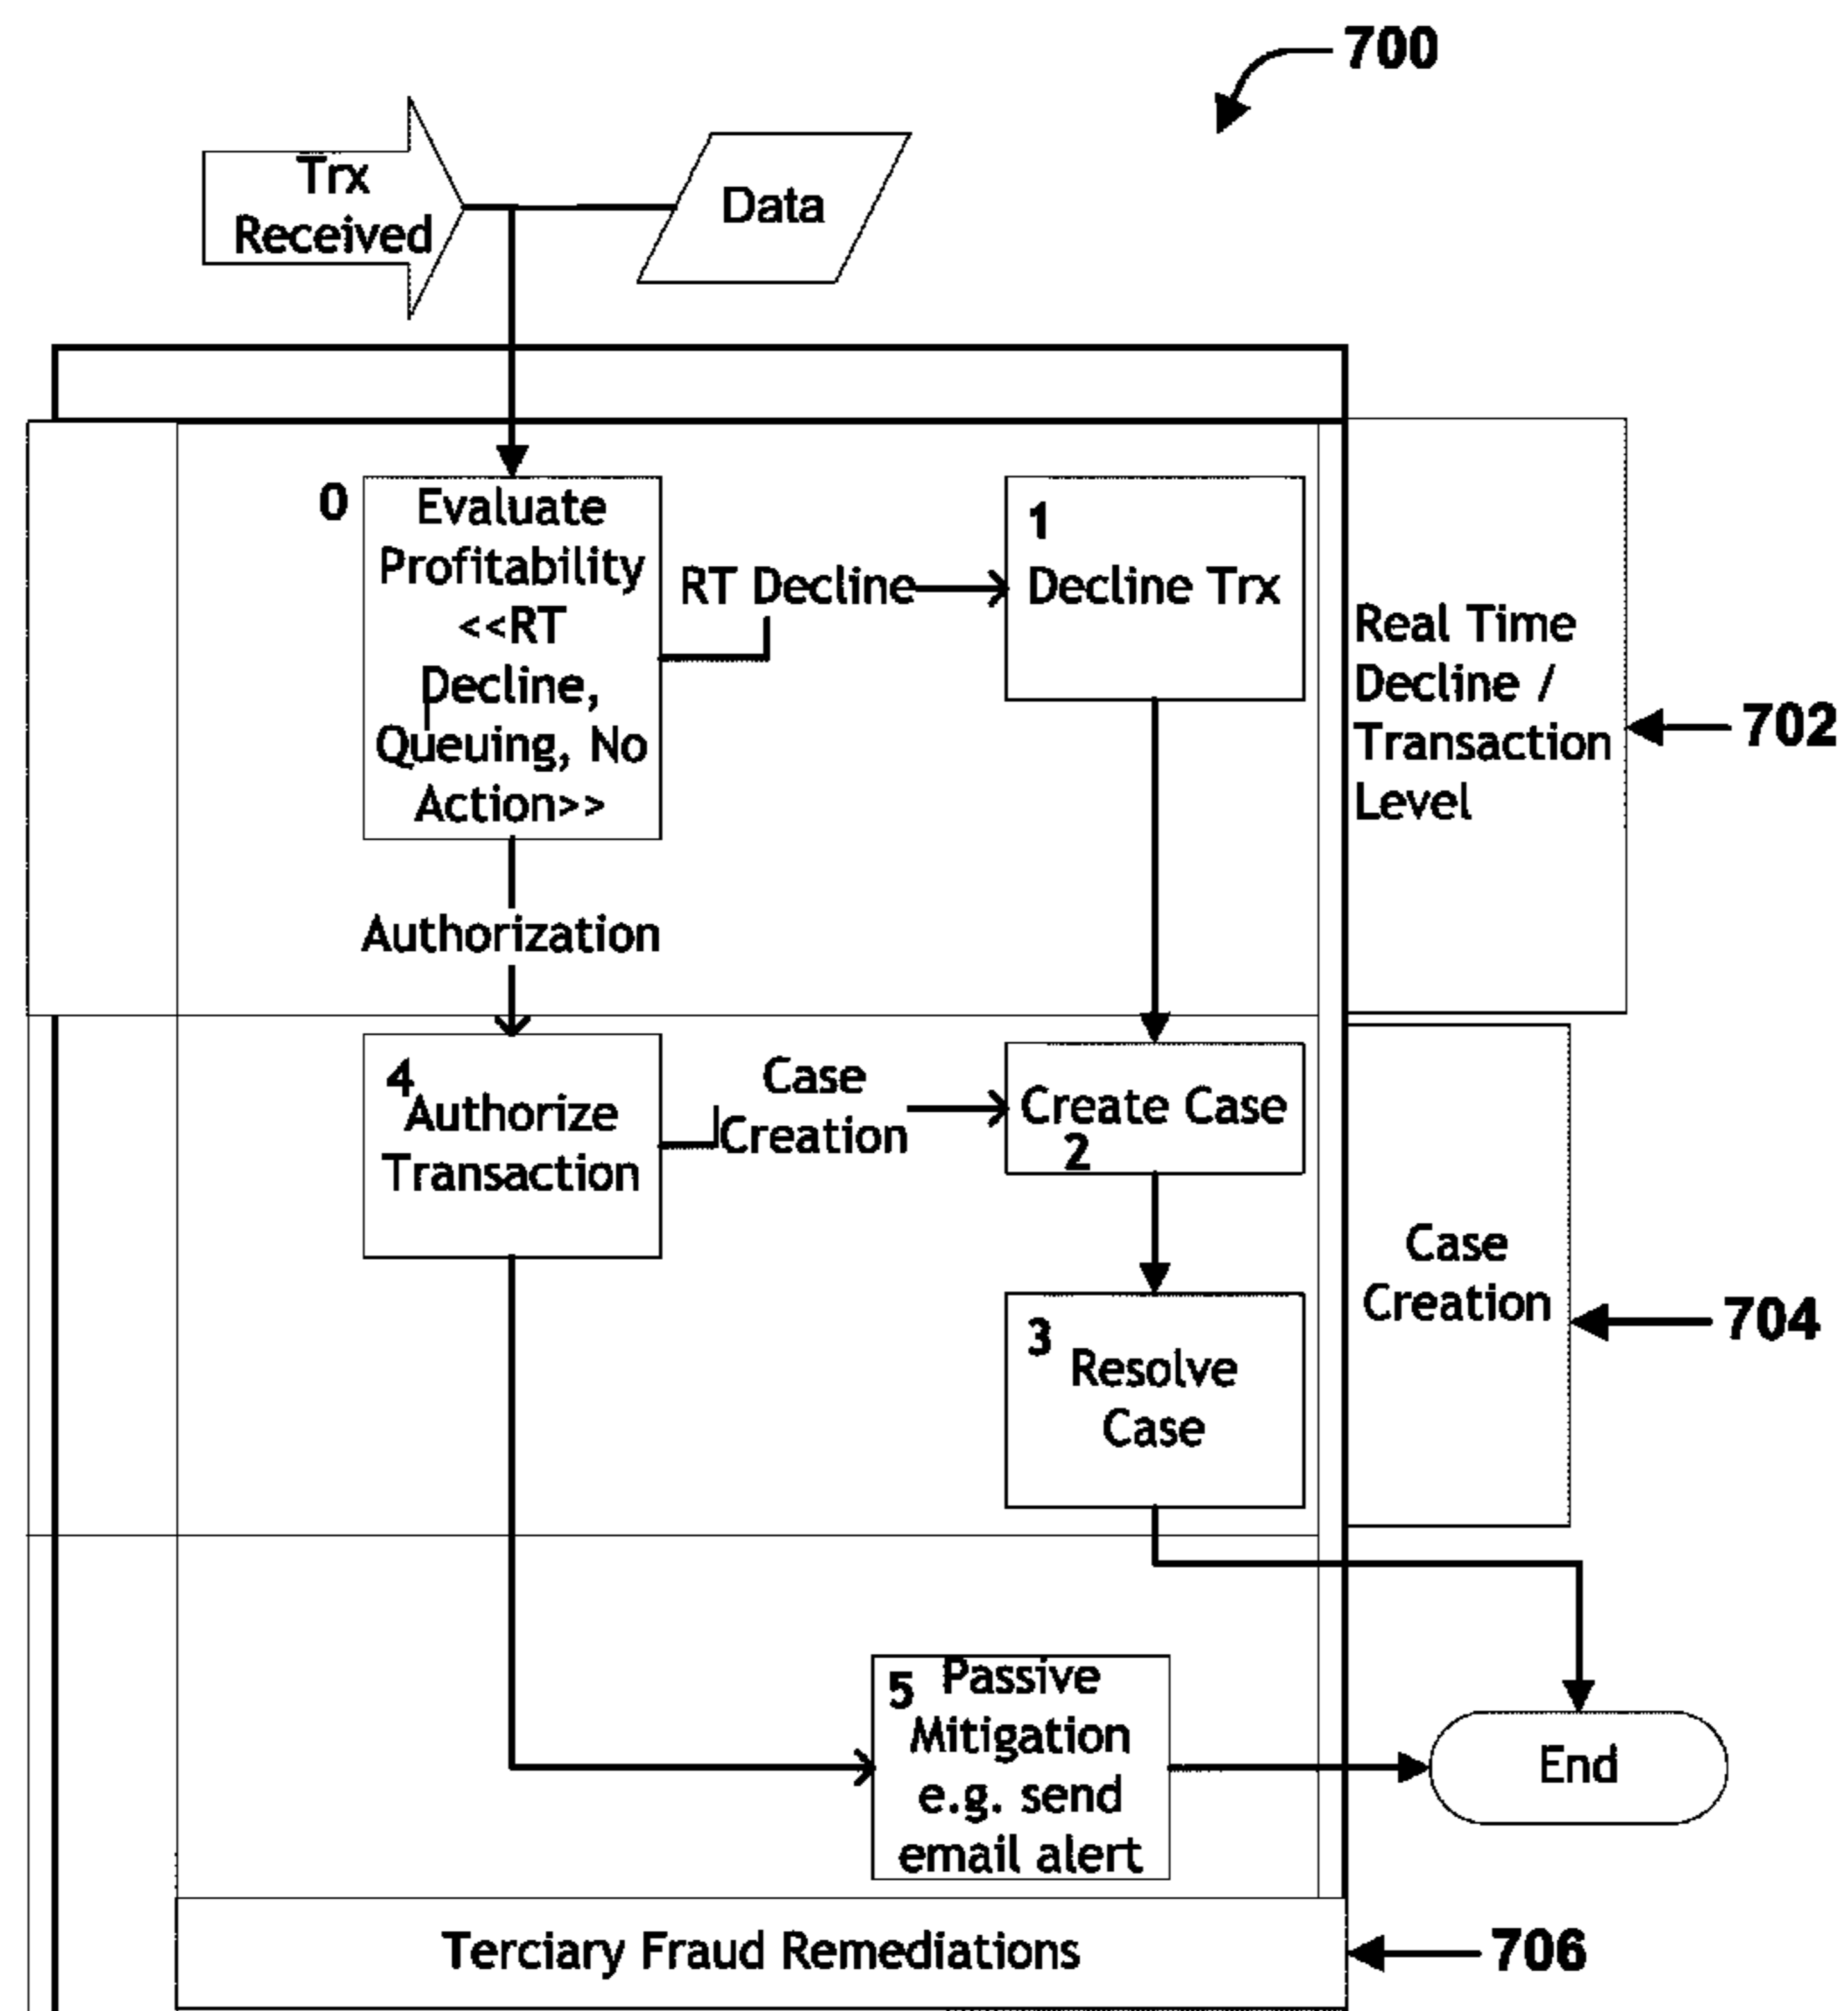 700
Trx
Received
Data
0
Evaluate
Profitability
<<RT
Decline,
Queuing, No
Action>>
RT Decline
1
Decline Trx
Real Time
Decline /
Transaction
Level
702
Authorization
4
Authorize
Transaction
Case
Creation
Create Case
2
Case
Creation
704
3
Resolve
Case
5
Passive
Mitigation
e.g. send
email alert
End
Terciary Fraud Remediations
706